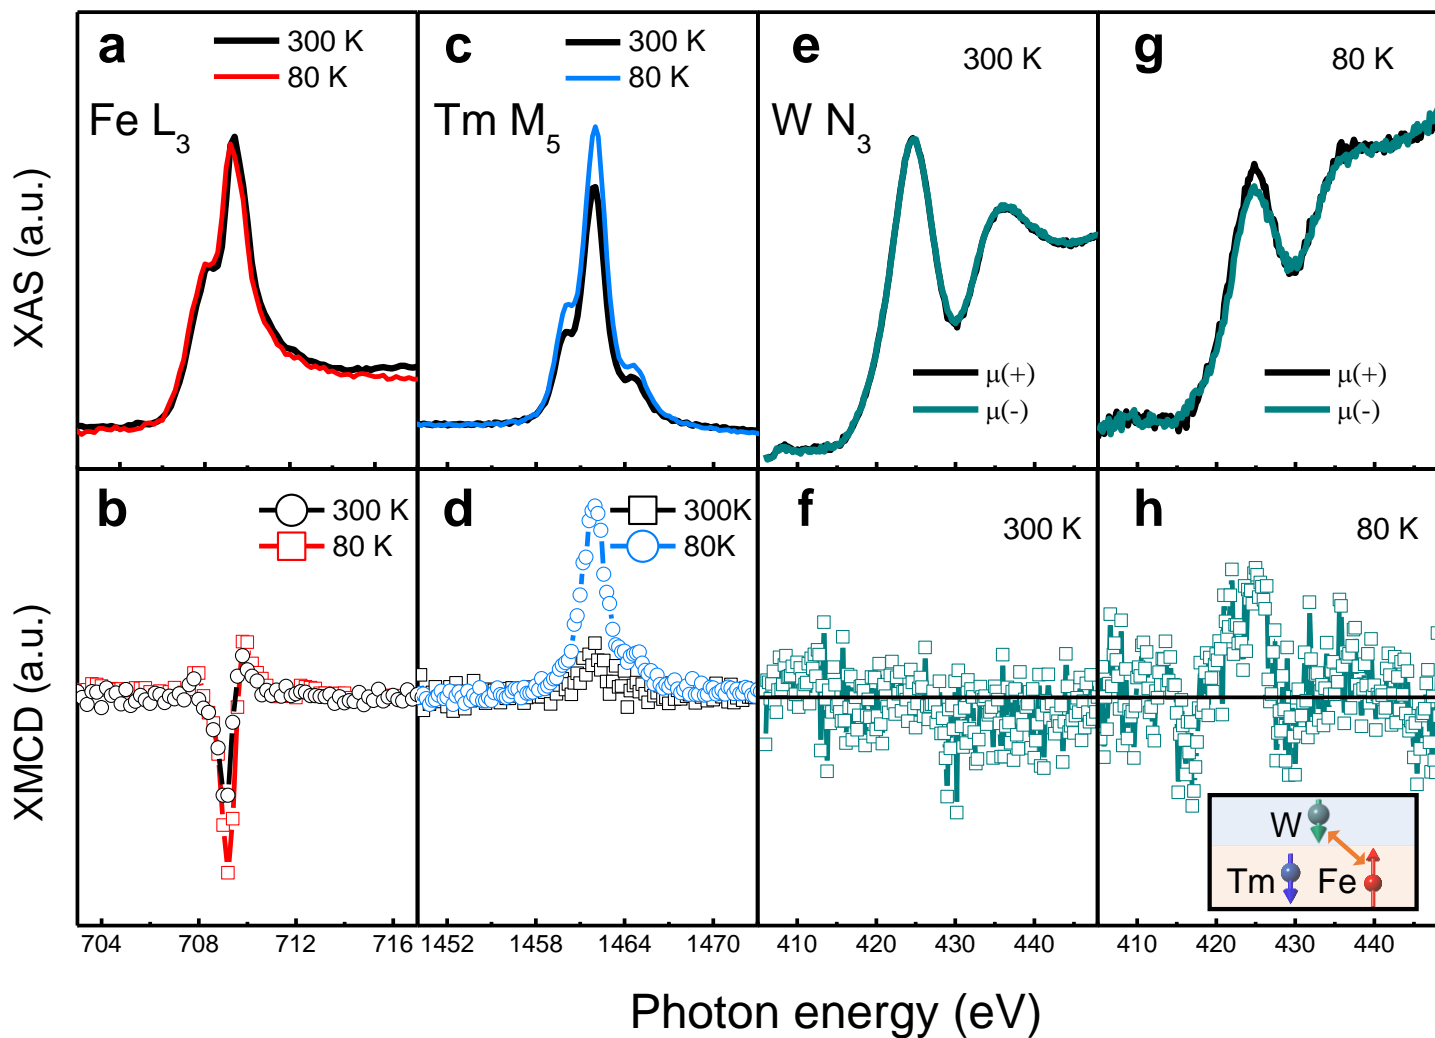 a
300 K
80 K
Fe L3
c
300 K
80 K
Tm M5
e
300 K
W N3
μ(+)
μ(-)
g
80 K
μ(+)
μ(-)
XAS (a.u.)
b
300 K
80 K
d
300K
80K
f
300 K
h
80 K
W
Tm
Fe
XMCD (a.u.)
704 708 712 716
1452 1458 1464 1470
410 420 430 440
410 420 430 440
Photon energy (eV)